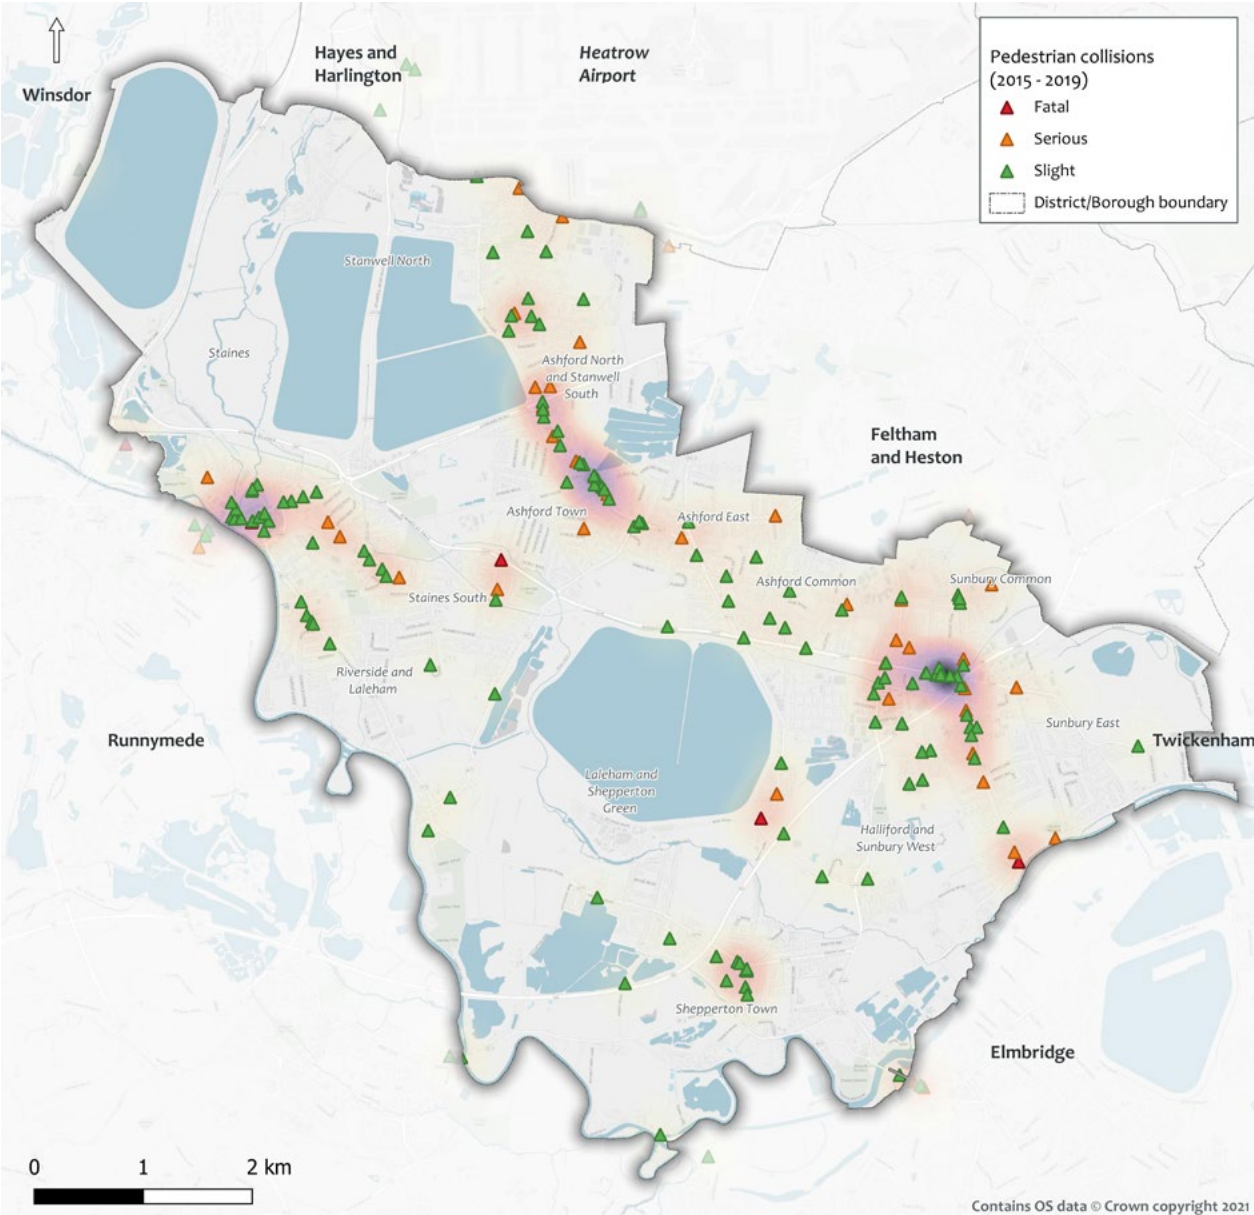 Hayes and
Harlington
Heatrow
Airport
Winsdor
Pedestrian collisions
(2015 - 2019)
Fatal
Serious
Slight
District/Borough boundary
Stanwell North
Staines
Ashford North
and Stanwell
South
Feltham
and Heston
Ashford Town
Ashford East
Ashford Common
Sunbury Common
Staines South
Riverside and
Laleham
Runnymede
Sunbury East
Twickenham
Laleham and
Shepperton
Green
Halliford and
Sunbury West
Shepperton Town
Elmbridge
0 1 2 km
Contains OS data © Crown copyright 2021